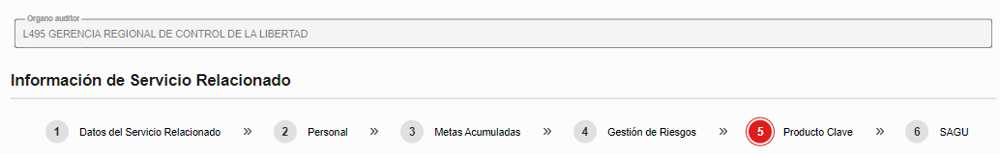 Organo auditor
L495 GERENCIA REGIONAL DE CONTROL DE LA LIBERTAD
Información de Servicio Relacionado
1 Datos del Servicio Relacionado » 2 Personal » 3 Metas Acumuladas » 4 Gestión de Riesgos » 5 Producto Clave » 6 SAGU